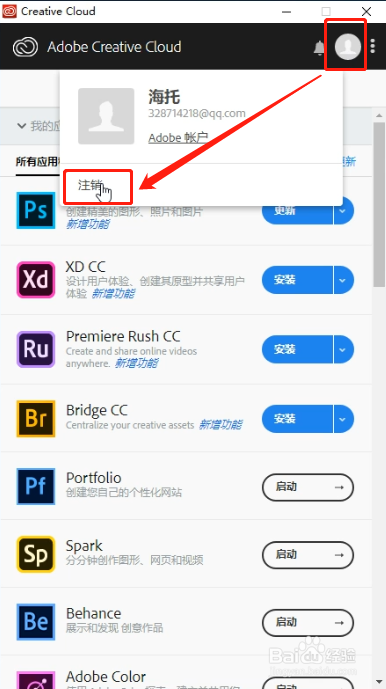 Creative Cloud
Adobe Creative Cloud
海托
328714218@qq.com
Adobe 帐户
我的应
所有应用
更新
注销
Ps
创建精美的图形、照片和图片
新增功能
更新
Xd
XD CC
设计用户体验、创建其原型并共享用户
体验 新增功能
安装
Ru
Premiere Rush CC
Create and share online videos
anywhere. 新增功能
安装
Br
Bridge CC
Centralize your creative assets 新增功能
安装
Pf
Portfolio
创建您自己的个性化网站
启动
Sp
Spark
分分钟创作图形、网页和视频
启动
Be
Behance
展示和发现 创意作品
启动
Adobe Color
启动
Baidu 经验